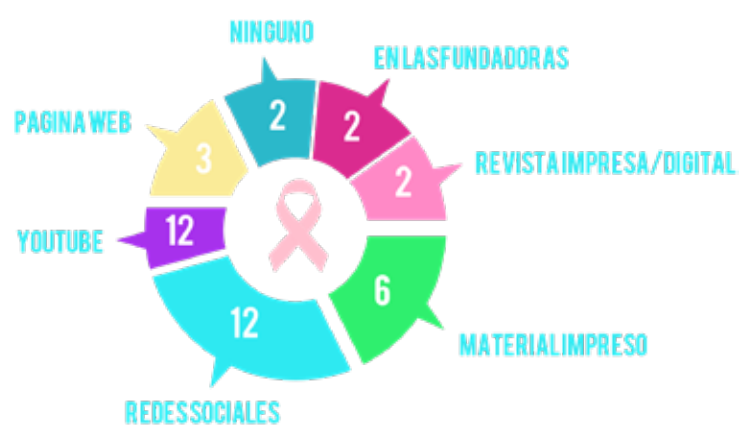 NINGUNO
EN LAS FUNDADORAS
PAGINA WEB
2
2
3
2
REVISTA IMPRESA/DIGITAL
YOUTUBE
12
6
12
MATERIAL IMPRESO
REDES SOCIALES